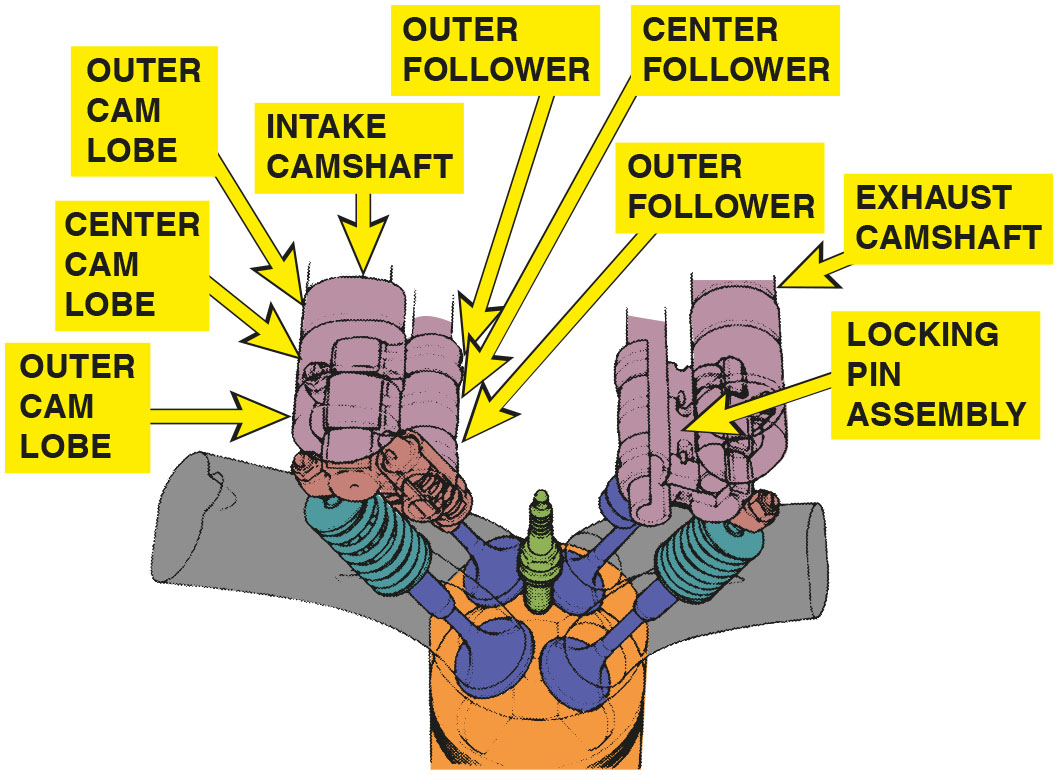 OUTER
FOLLOWER
CENTER
FOLLOWER
OUTER
CAM
LOBE
INTAKE
CAMSHAFT
OUTER
FOLLOWER
EXHAUST
CAMSHAFT
CENTER
CAM
LOBE
LOCKING
PIN
ASSEMBLY
OUTER
CAM
LOBE